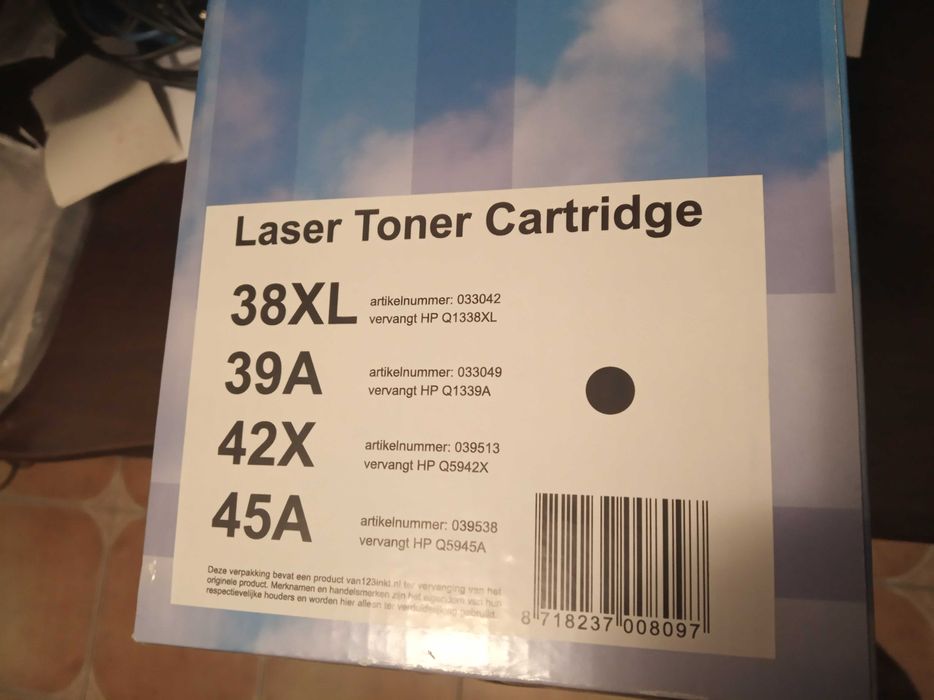 Laser Toner Cartridge
38XL
artikelnummer: 033042
vervangt HP Q1338XL
39A
artikelnummer: 033049
vervangt HP Q1339A
42X
artikelnummer: 039513
vervangt HP Q5942X
45A
artikelnummer: 039538
vervangt HP Q5945A
Deze verpakking bevat een product van123inkt.nl ter vervanging van het
originele product. Merknamen en handelsmerken zijn het eigendom van hun
respectievelijke houders en worden hier alleen ter verduidelijking gebruikt.
8 718237 008097